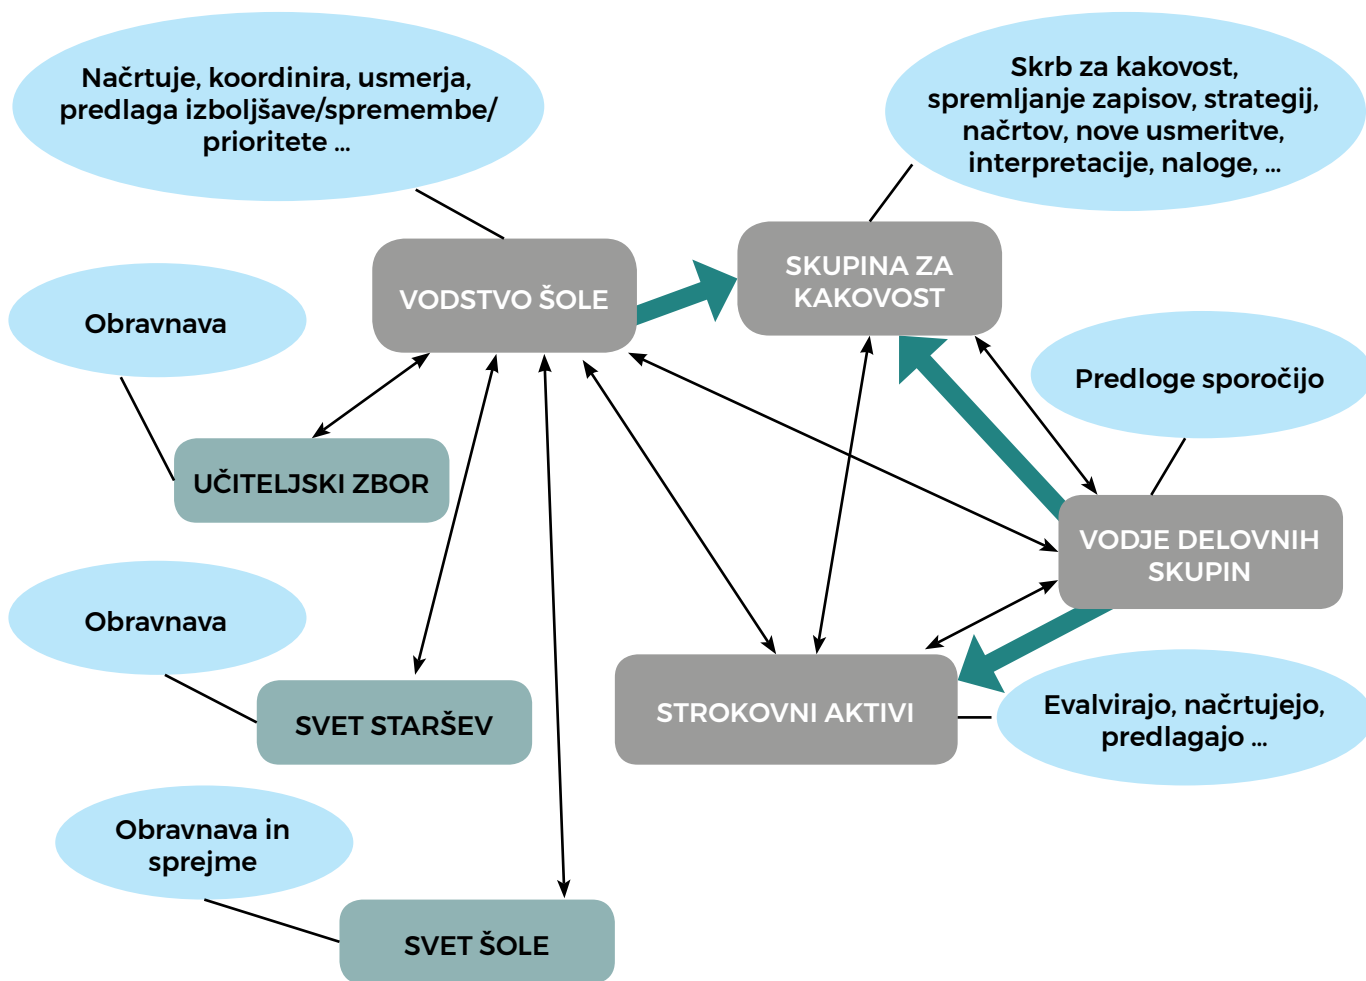 Načrtuje, koordinira, usmerja,
predlaga izboljšave/spremembe/
prioritete ...
Skrb za kakovost,
spremljanje zapisov, strategij,
načrtov, nove usmeritve,
interpretacije, naloge, ...
VODSTVO ŠOLE
SKUPINA ZA
KAKOVOST
Obravnava
Predloge sporočijo
UČITELJSKI ZBOR
VODJE DELOVNIH
SKUPIN
Obravnava
SVET STARŠEV
STROKOVNI AKTIVI
Evalvirajo, načrtujejo,
predlagajo ...
Obravnava in
sprejme
SVET ŠOLE